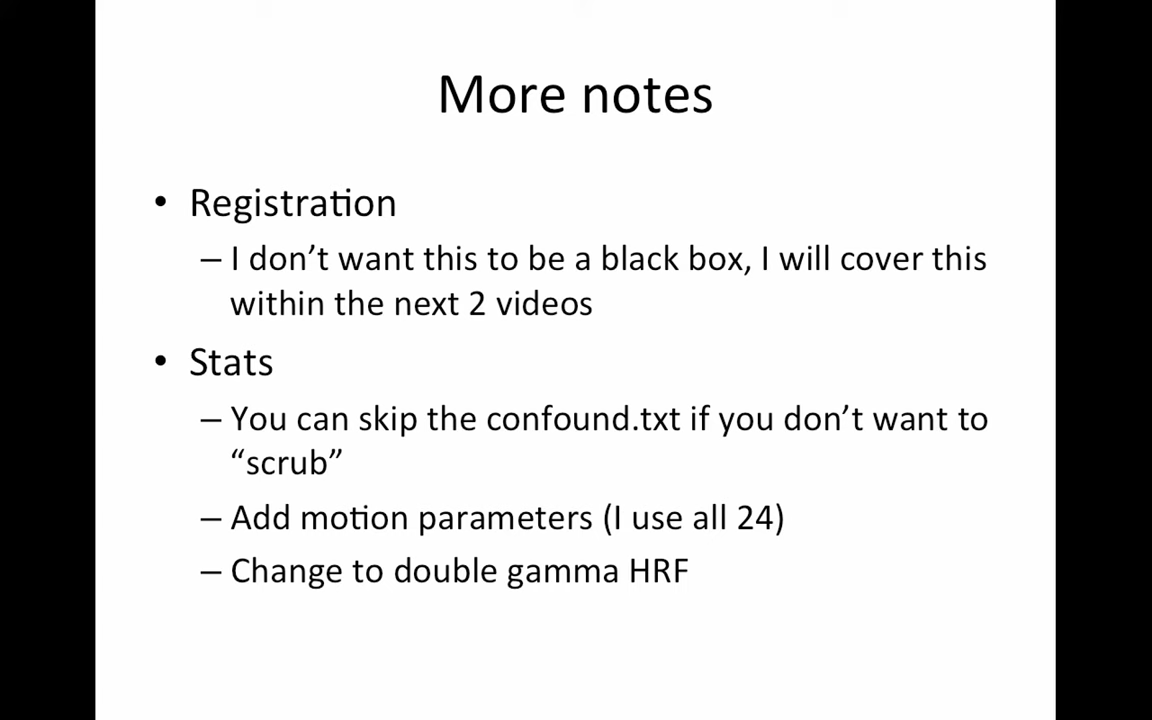 More notes
• Registration
– I don’t want this to be a black box, I will cover this
within the next 2 videos
• Stats
– You can skip the confound.txt if you don’t want to
“scrub”
– Add motion parameters (I use all 24)
– Change to double gamma HRF